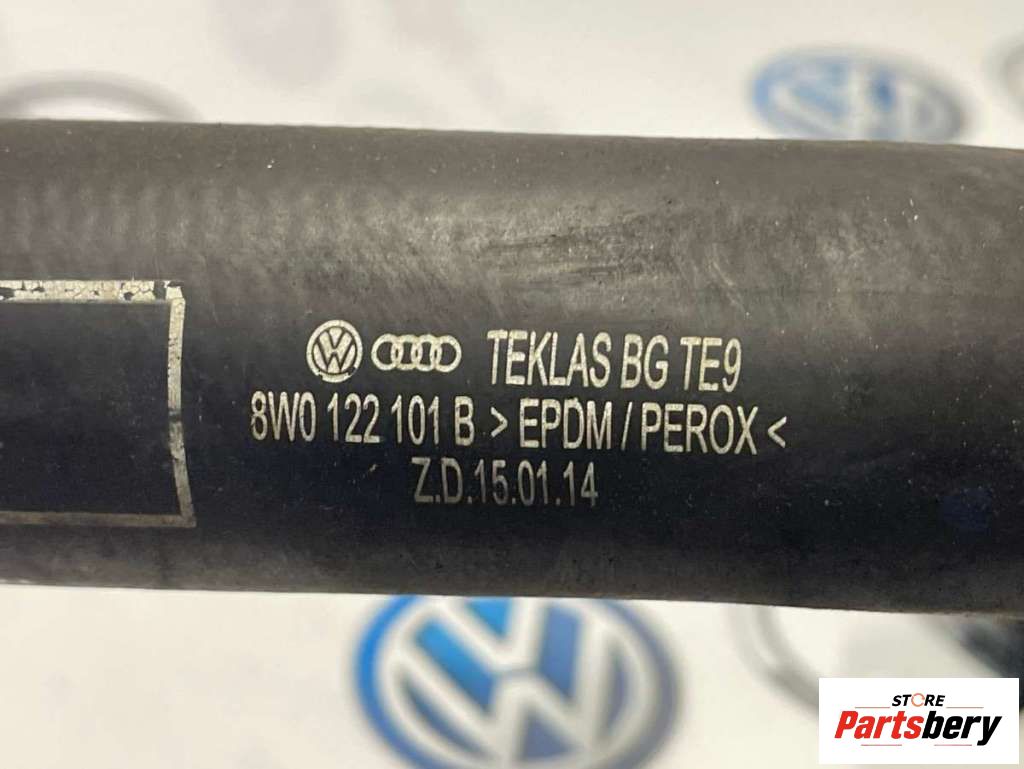 TEKLAS BG TE9
8W0 122 101 B > EPDM / PEROX <
Z.D.15.01.14
STORE
Partsbery